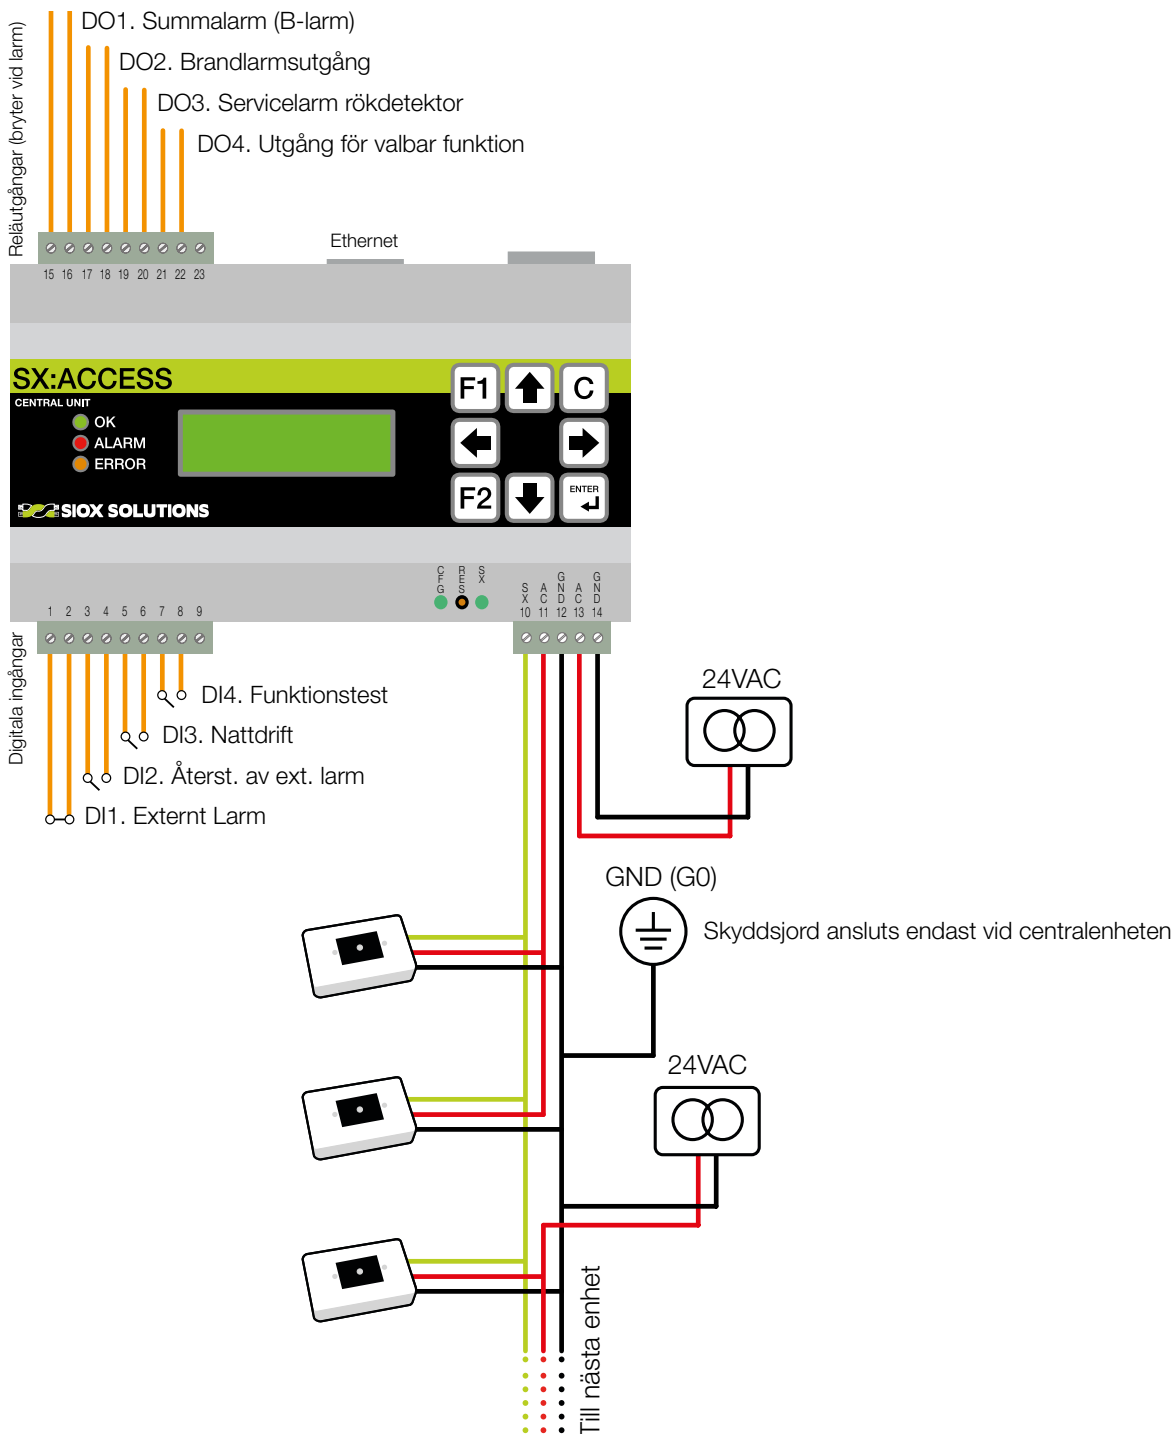 Reläutgångar (bryter vid larm)
DO1. Summalarm (B-larm)
DO2. Brandlarmsutgång
DO3. Servicelarm rökdetektor
DO4. Utgång för valbar funktion
Ethernet
15 16 17 18 19 20 21 22 23
SX:ACCESS
CENTRAL UNIT
OK
ALARM
ERROR
SIOX SOLUTIONS
F1
C
F2
ENTER
CFG
RES
SX
SX AC GND AC GND
10 11 12 13 14
1 2 3 4 5 6 7 8 9
Digitala ingångar
DI4. Funktionstest
DI3. Nattdrift
DI2. Återst. av ext. larm
DI1. Externt Larm
24VAC
GND (G0)
Skyddsjord ansluts endast vid centralenheten
24VAC
Till nästa enhet